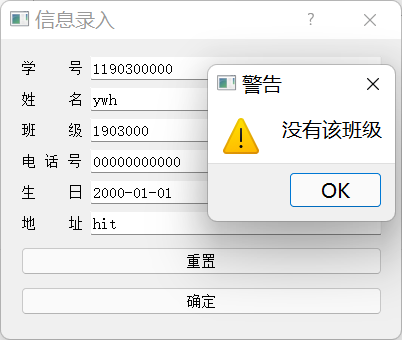 信息录入
学 号 1190300000
警告
姓 名 ywh
没有该班级
班 级 1903000
电 话 号 00000000000
生 日 2000-01-01
OK
地 址 hit
重置
确定